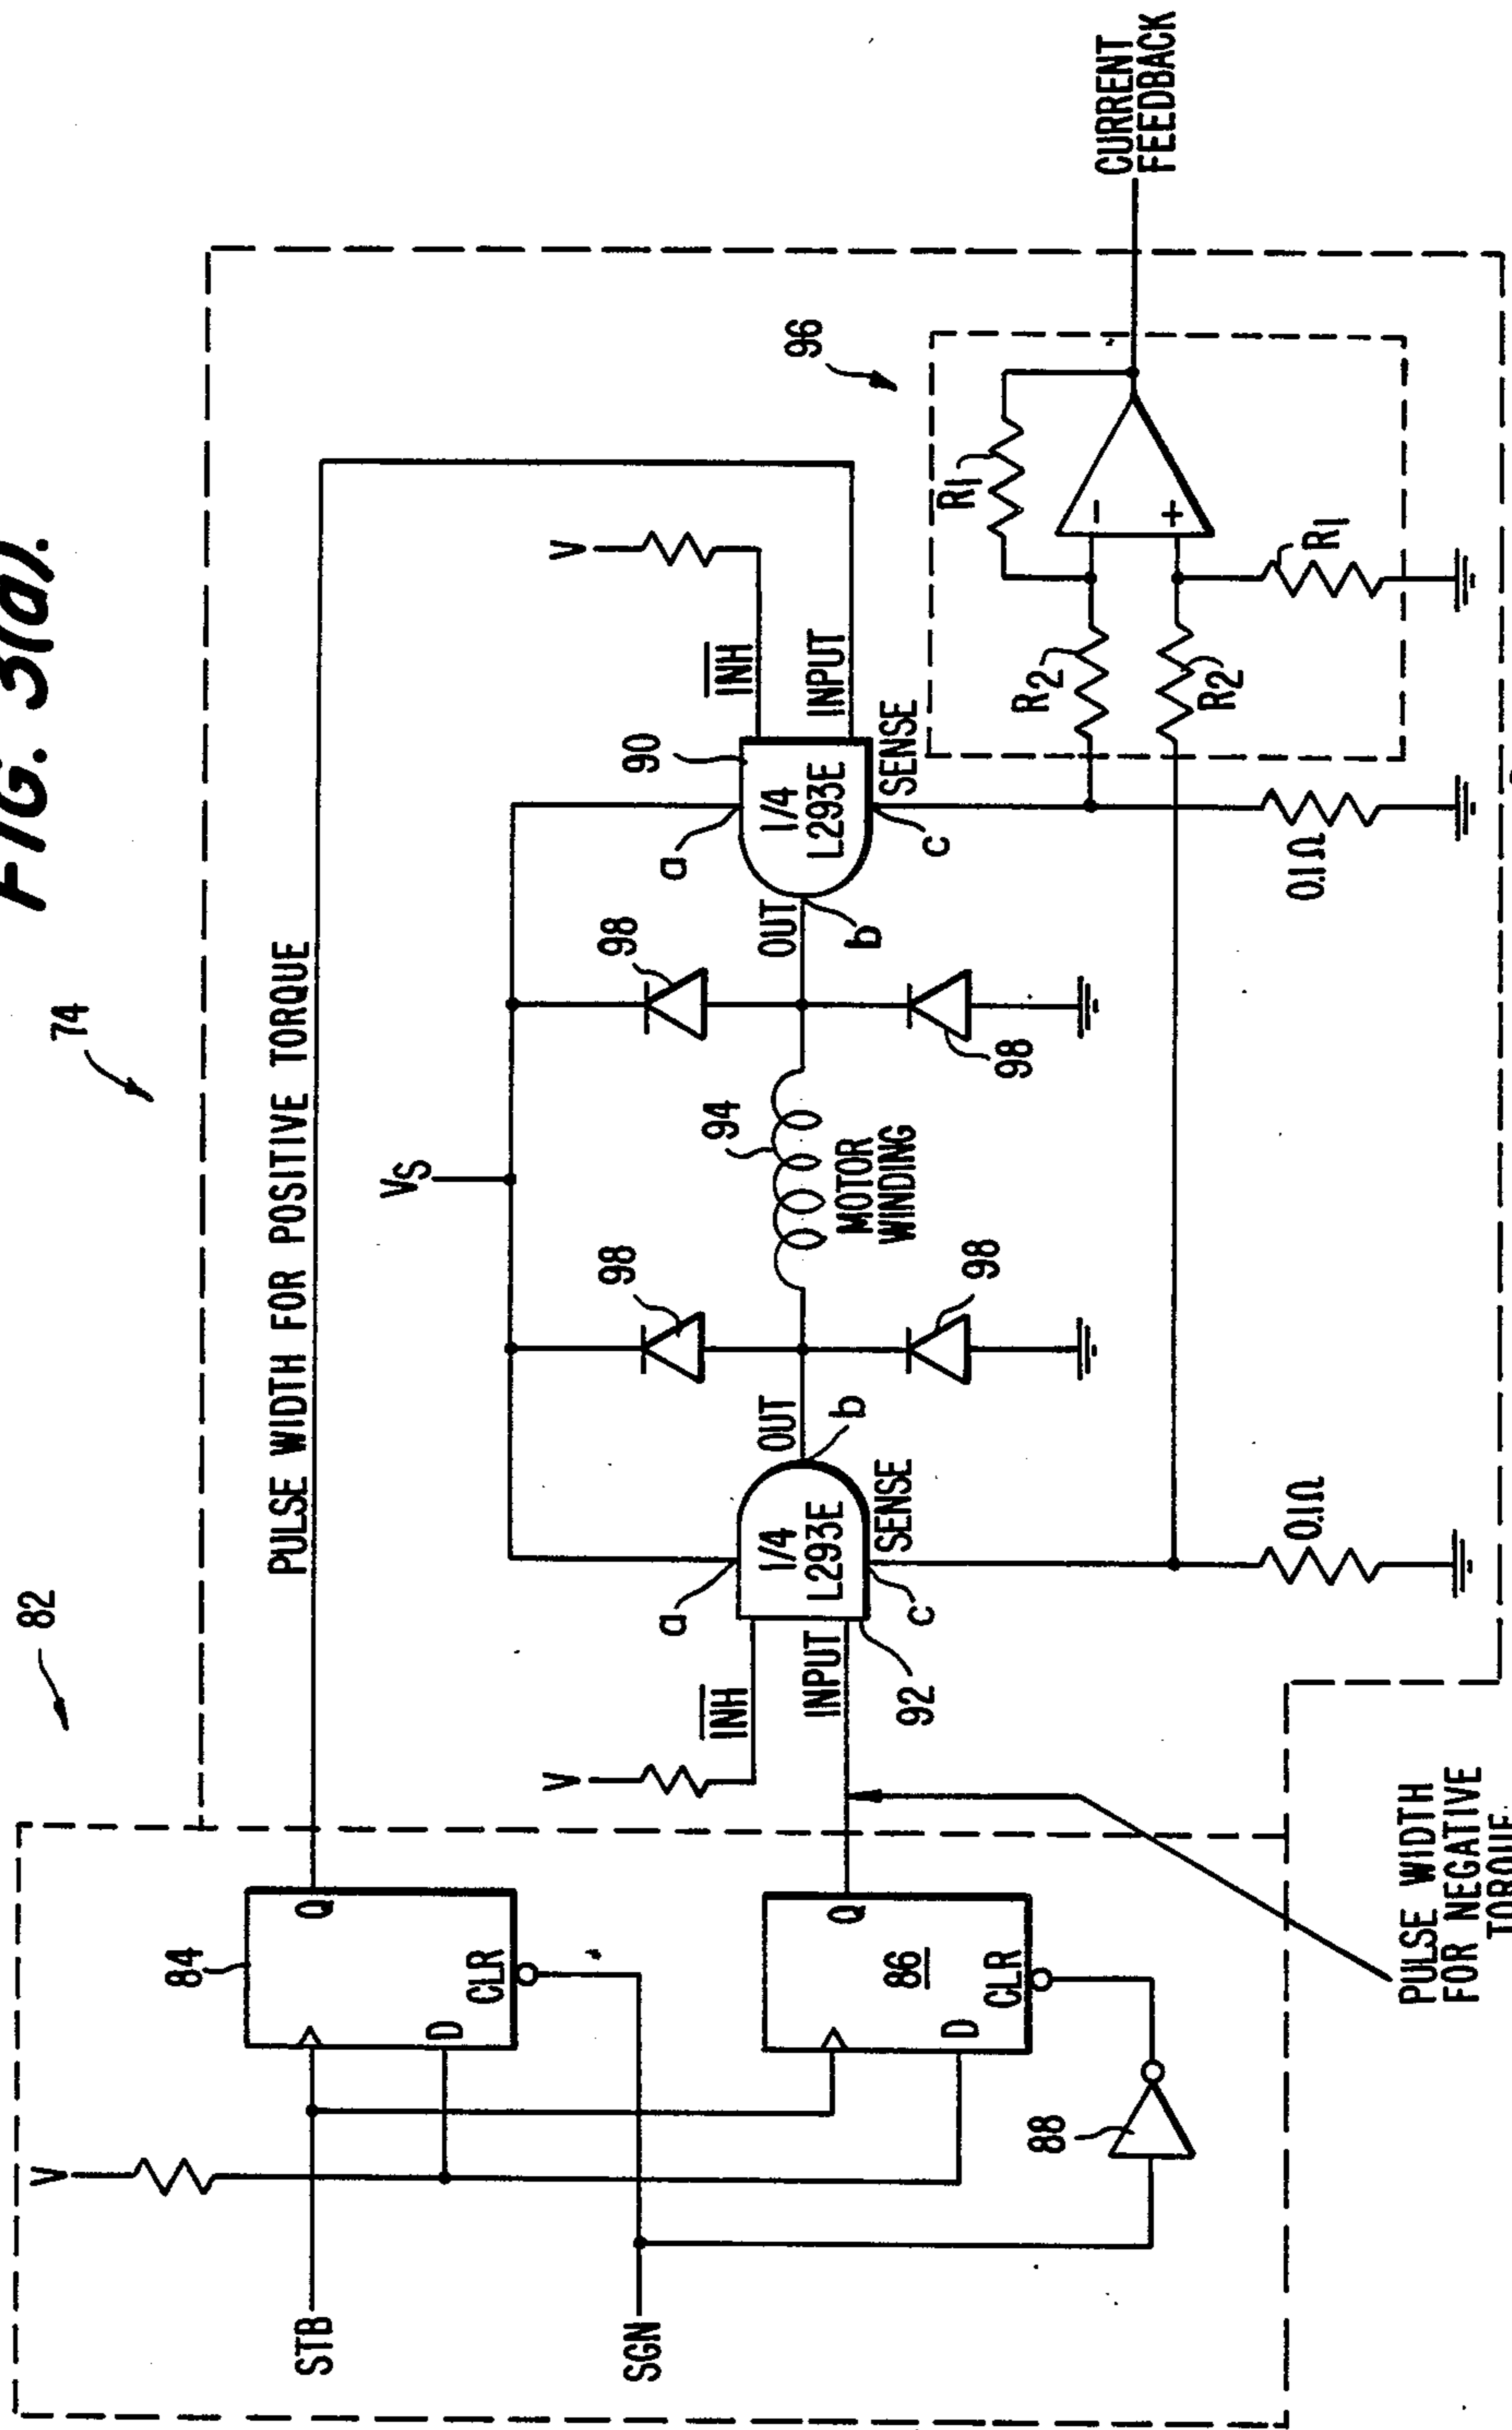 FIG. 3(a).
82
74
PULSE WIDTH FOR POSITIVE TORQUE
V
STB
84
Q
D
CLR
SGN
86
Q
D
CLR
88
PULSE WIDTH
FOR NEGATIVE
TORQUE.
VS
V
INH
INPUT
92
a
1/4
L293E
SENSE
c
OUT
b
0.1Ω
98
98
94
MOTOR
WINDING
98
98
OUT
b
a
1/4
L293E
90
SENSE
c
V
INH
INPUT
0.1Ω
96
R1
R2
R2
R1
−
+
CURRENT
FEEDBACK